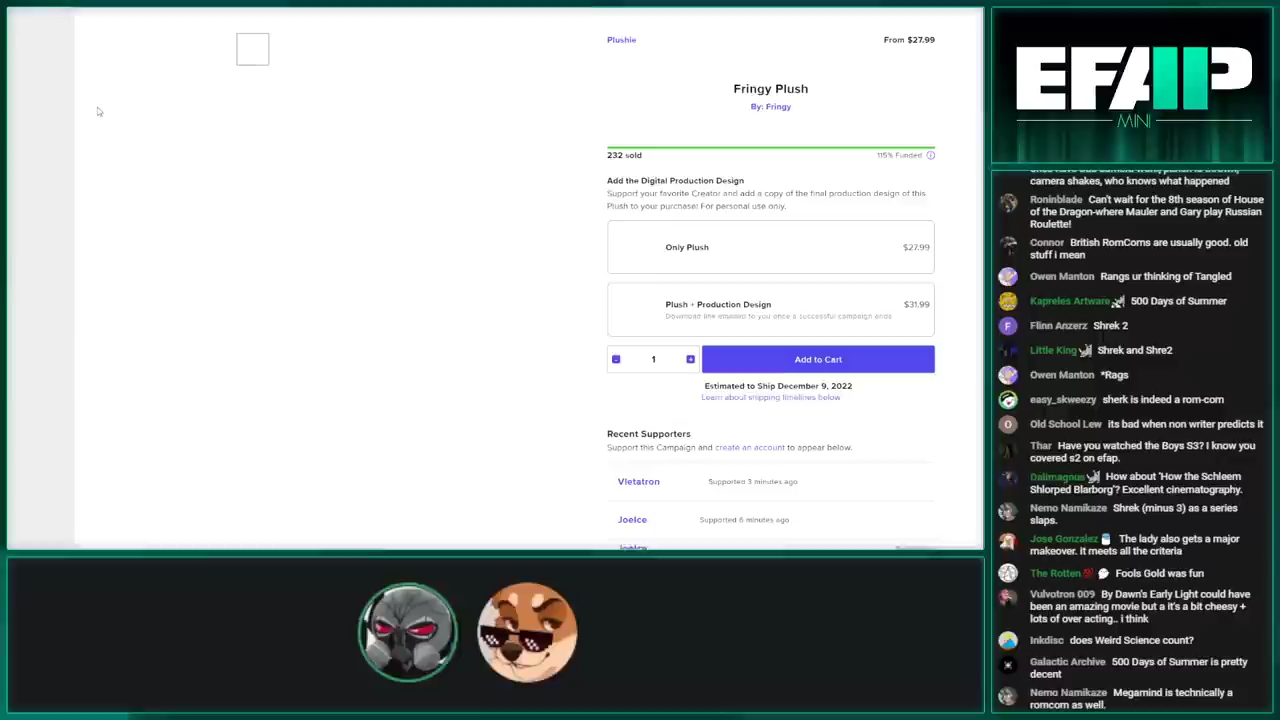 Plushie
From $27.99
Fringy Plush
By: Fringy
232 sold
115% Funded
Add the Digital Production Design
Support your favorite Creator and add a copy of the final production design of this
Plush to your purchase! For personal use only.
Only Plush
$27.99
Plush + Production Design
$31.99
Download link emailed to you once a successful campaign ends
1
Add to Cart
Estimated to Ship December 9, 2022
Learn about shipping timelines below
Recent Supporters
Support this Campaign and create an account to appear below.
Vletatron
Supported 3 minutes ago
JoeIce
Supported 6 minutes ago
EFAP
MINI
camera shakes, who knows what happened
Roninblade Can't wait for the 8th season of House
of the Dragon-where Mauler and Gary play Russian
Roulette!
Connor British RomComs are usually good. old
stuff i mean
Owen Manton Rangs ur thinking of Tangled
Kapreles Artware 500 Days of Summer
Flinn Anzerz Shrek 2
Little King Shrek and Shre2
Owen Manton *Rags
easy_skweezy sherk is indeed a rom-com
Old School Lew its bad when non writer predicts it
Thar Have you watched the Boys S3? I know you
covered s2 on efap.
Dalimagnus How about 'How the Schleem
Shlorped Blarborg'? Excellent cinematography.
Nemo Namikaze Shrek (minus 3) as a series
slaps.
Jose Gonzalez The lady also gets a major
makeover. it meets all the criteria
The Rotten 💯 Fools Gold was fun
Vulvotron 009 By Dawn's Early Light could have
been an amazing movie but a it's a bit cheesy +
lots of over acting.. i think
Inkdisc does Weird Science count?
Galactic Archive 500 Days of Summer is pretty
decent
Nemo Namikaze Megamind is technically a
romcom as well.